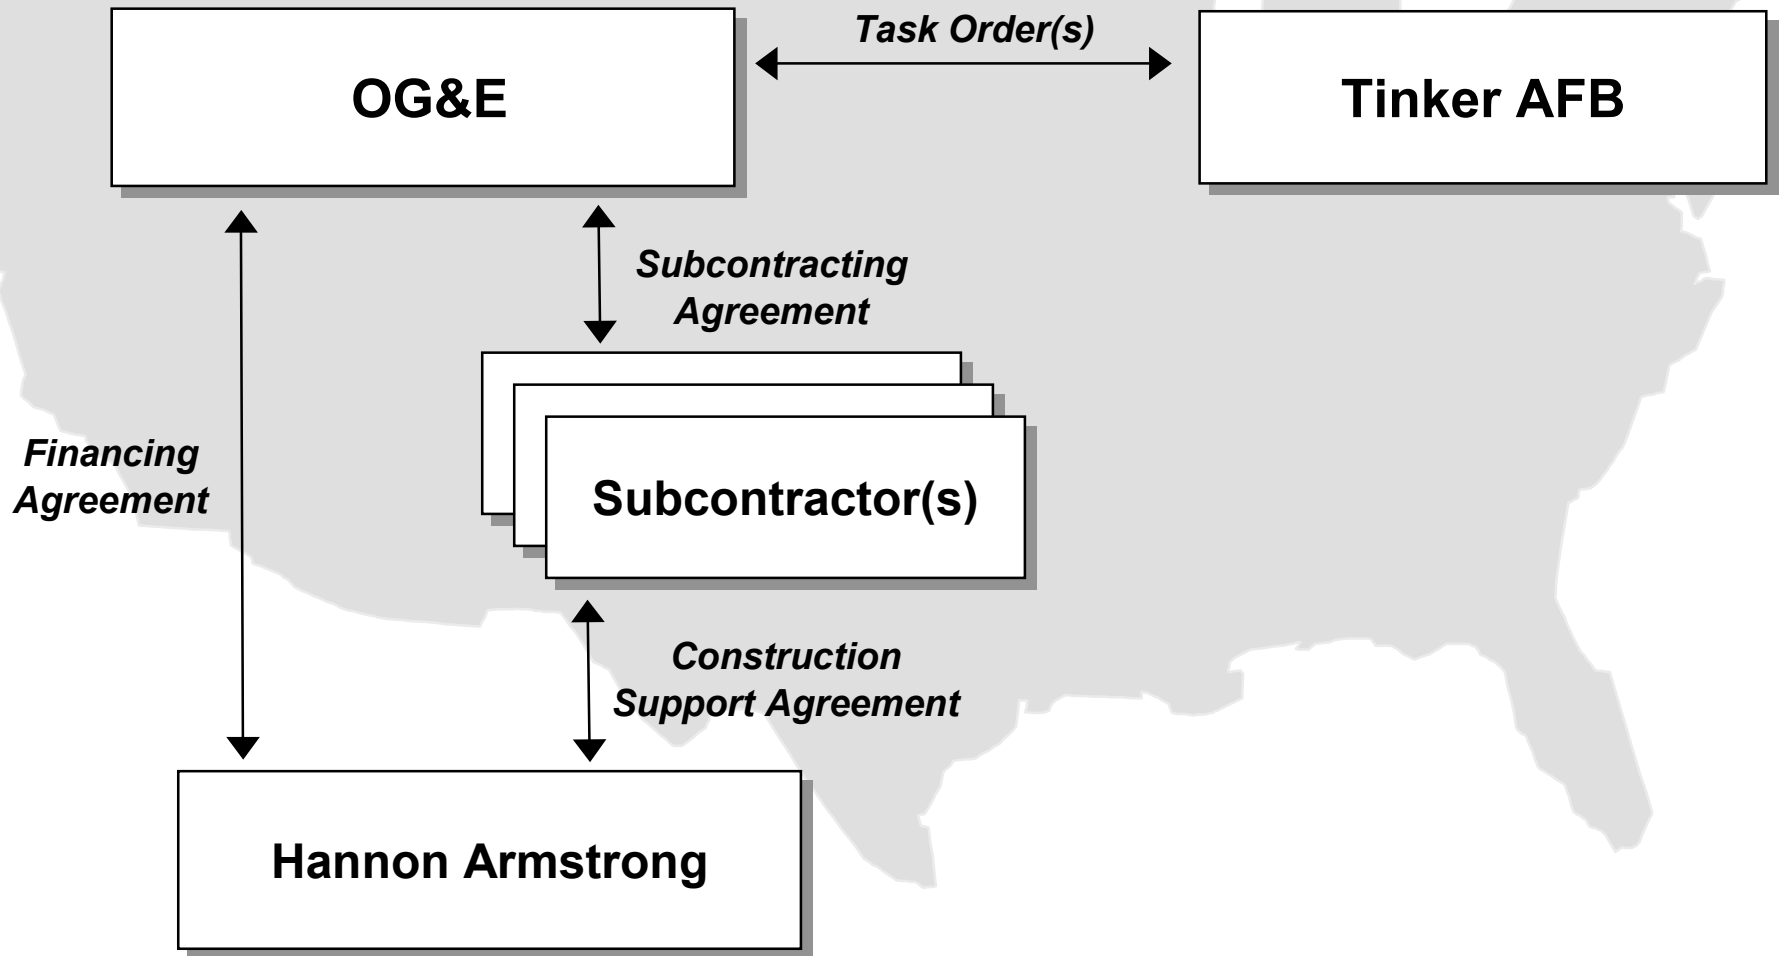 Task Order(s)
OG&E
Tinker AFB
Subcontracting
Agreement
Financing
Agreement
Subcontractor(s)
Construction
Support Agreement
Hannon Armstrong